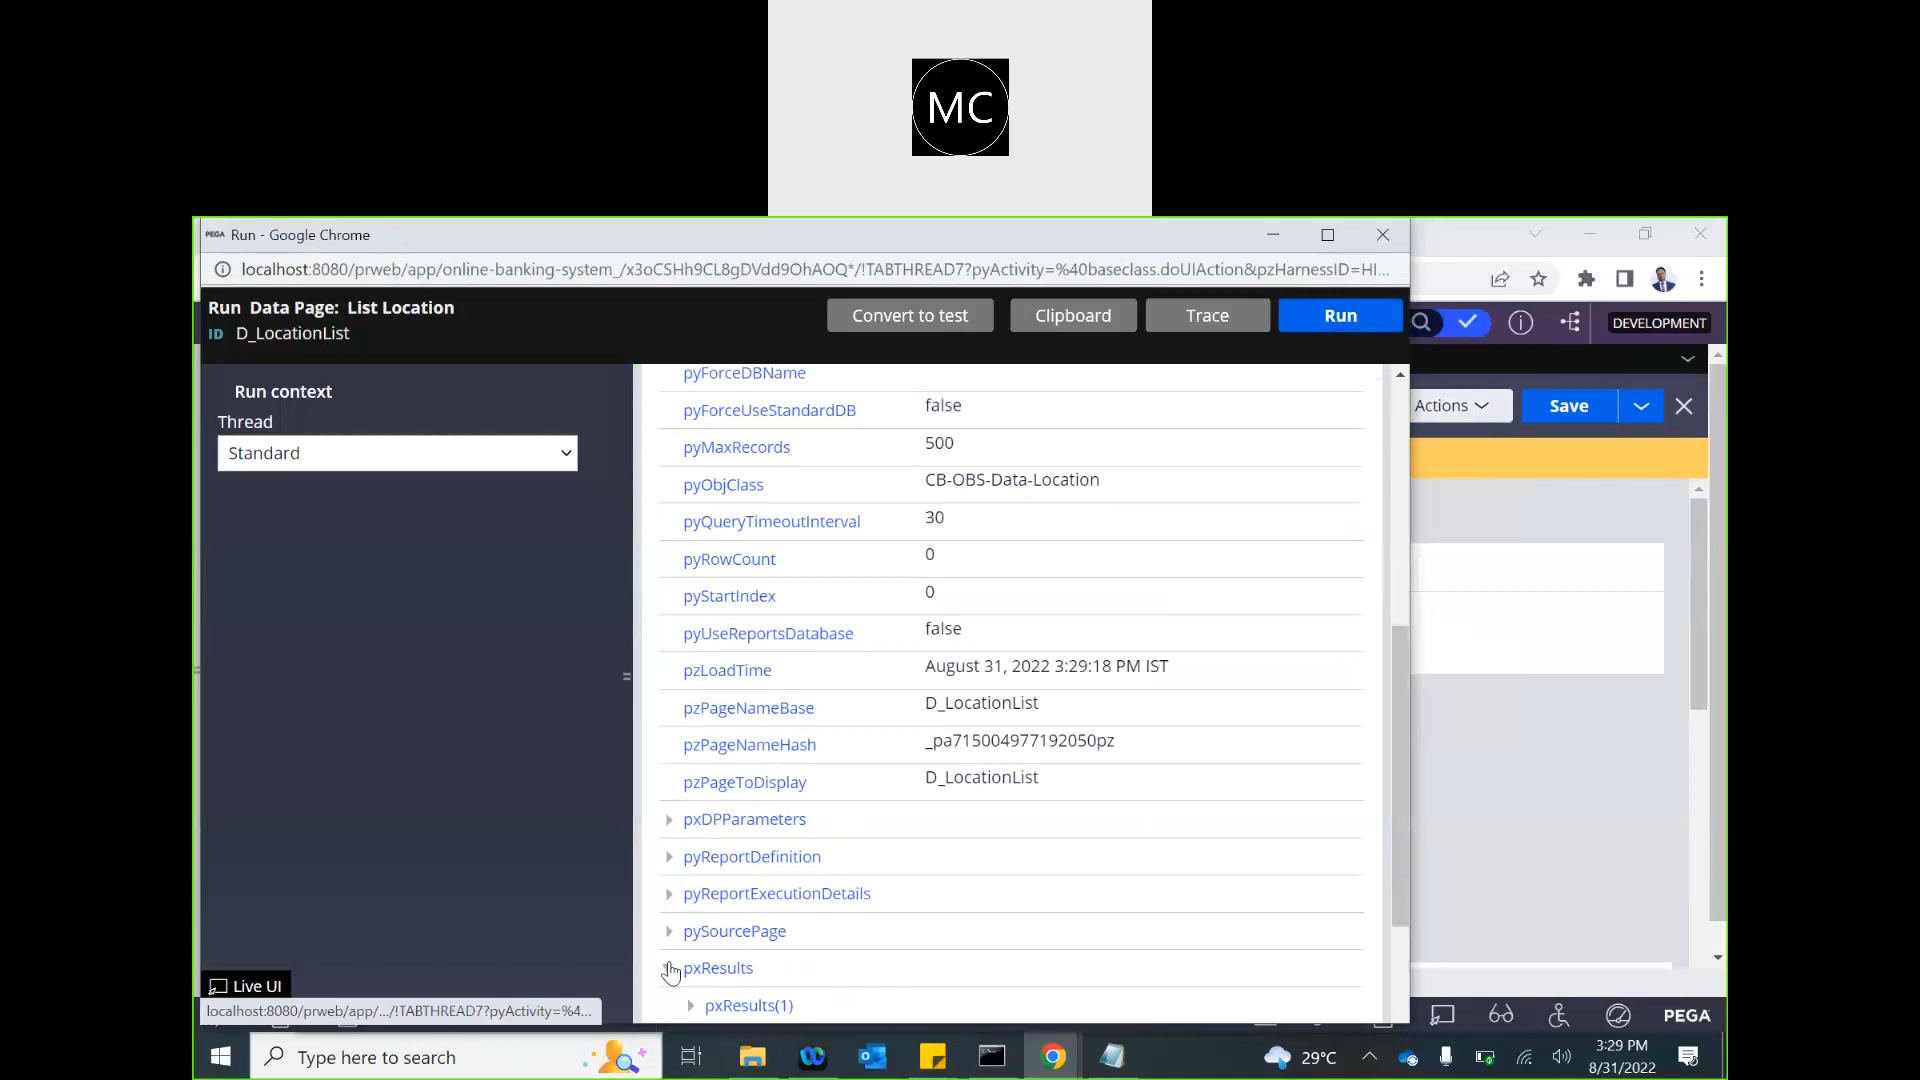 MC
PEGA Run - Google Chrome
localhost:8080/prweb/app/online-banking-system_/x3oCSHh9CL8gDVdd9OhAOQ*/!TABTHREAD7?pyActivity=%40baseclass.doUIAction&pzHarnessID=HI...
Run Data Page: List Location
ID D_LocationList
Convert to test
Clipboard
Trace
Run
DEVELOPMENT
Actions
Save
Run context
Thread
Standard
pyForceDBName
pyForceUseStandardDB false
pyMaxRecords 500
pyObjClass CB-OBS-Data-Location
pyQueryTimeoutInterval 30
pyRowCount 0
pyStartIndex 0
pyUseReportsDatabase false
pzLoadTime August 31, 2022 3:29:18 PM IST
pzPageNameBase D_LocationList
pzPageNameHash _pa715004977192050pz
pzPageToDisplay D_LocationList
pxDPParameters
pyReportDefinition
pyReportExecutionDetails
pySourcePage
pxResults
pxResults(1)
Live UI
localhost:8080/prweb/app/.../!TABTHREAD7?pyActivity=%4...
PEGA
Type here to search
29°C
3:29 PM
8/31/2022